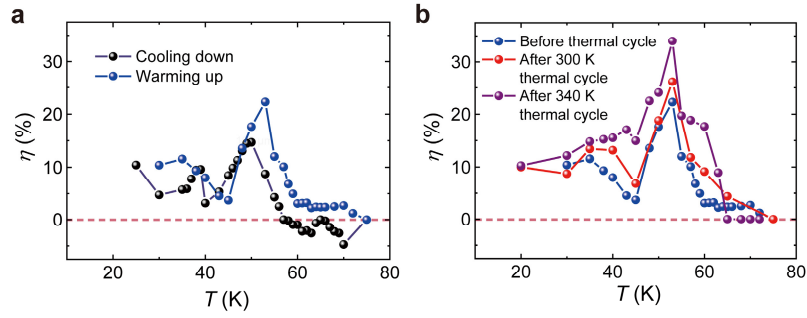 a
η (%)
30
20
10
0
20
40
60
80
T (K)
Cooling down
Warming up
b
η (%)
30
20
10
0
20
40
60
80
T (K)
Before thermal cycle
After 300 K
thermal cycle
After 340 K
thermal cycle